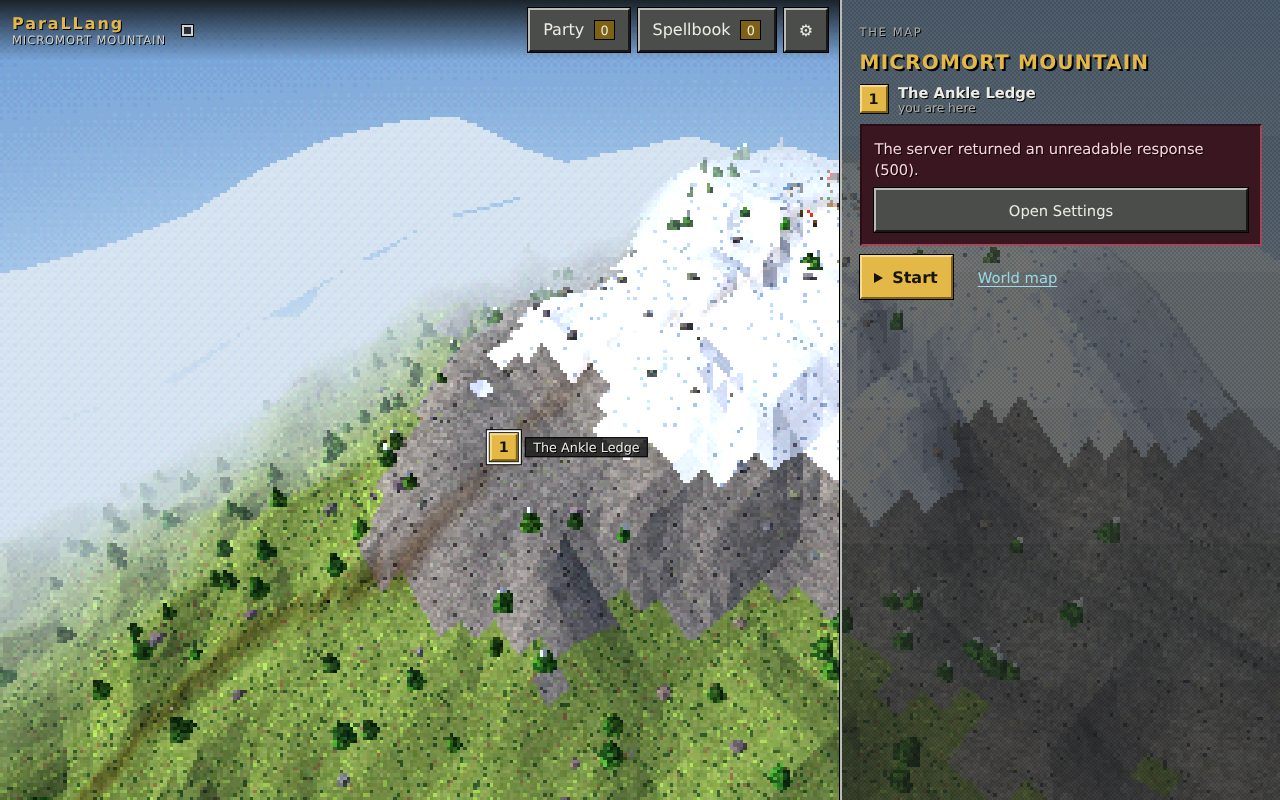 ParaLLang
MICROMORT MOUNTAIN
Party 0
Spellbook 0
⚙
THE MAP
MICROMORT MOUNTAIN
1 The Ankle Ledge
you are here
The server returned an unreadable response
(500).
Open Settings
▶ Start
World map
1 The Ankle Ledge